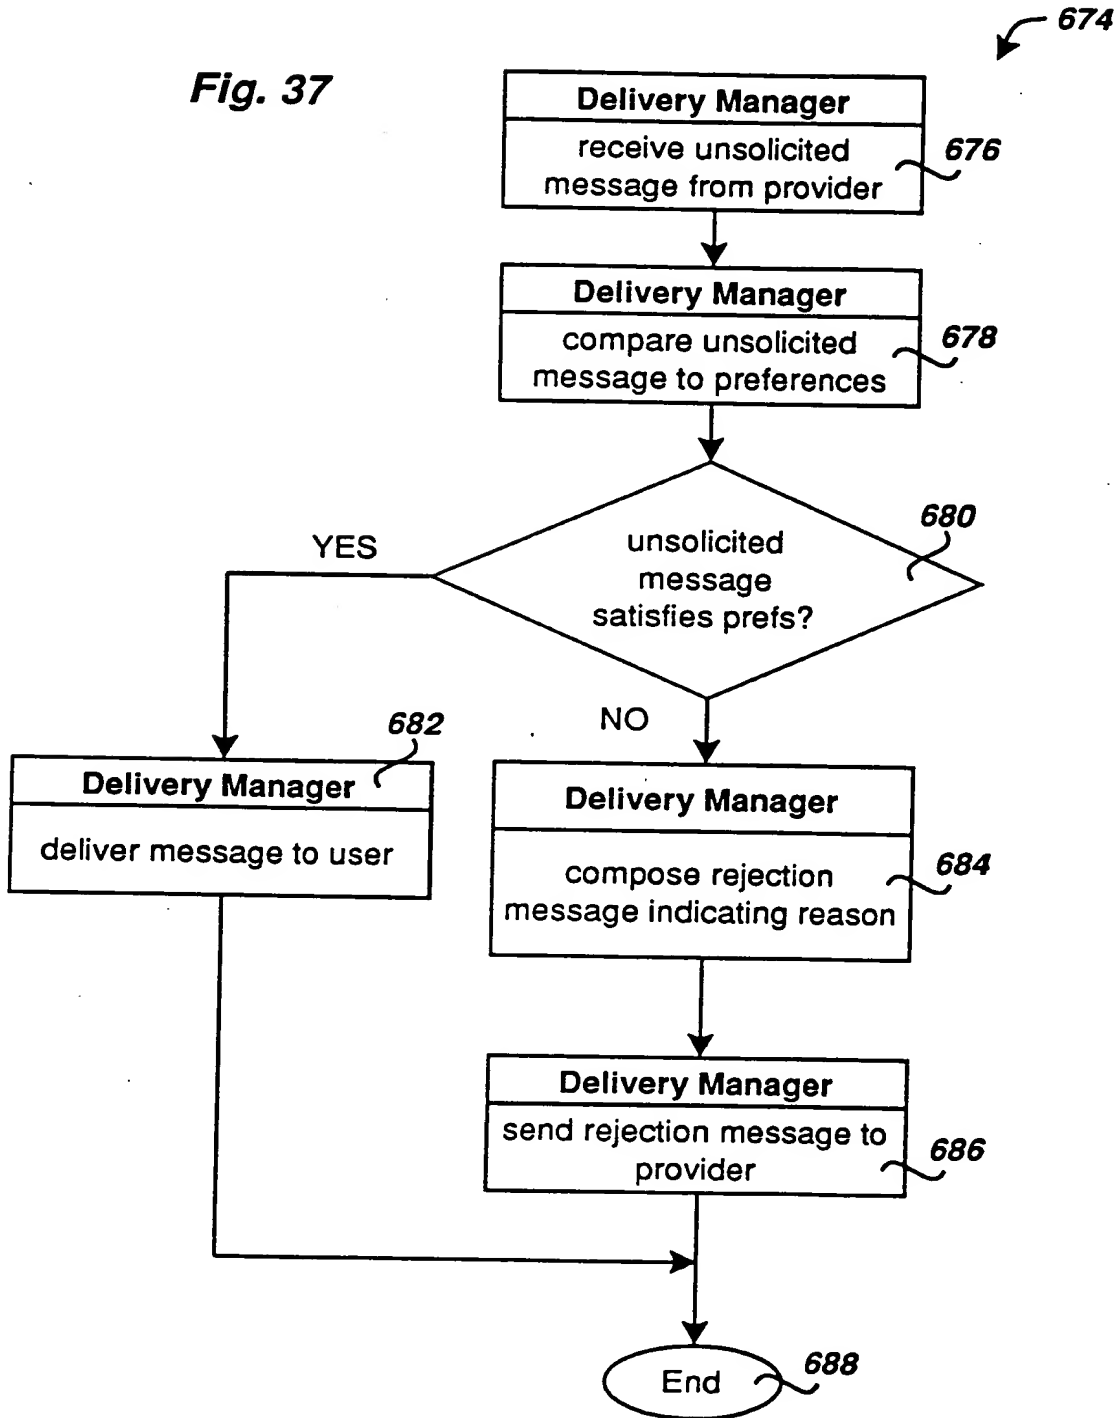 674
Fig. 37
Delivery Manager
receive unsolicited
message from provider
676
Delivery Manager
compare unsolicited
message to preferences
678
unsolicited
message
satisfies prefs?
680
YES
NO
682
Delivery Manager
deliver message to user
Delivery Manager
compose rejection
message indicating reason
684
Delivery Manager
send rejection message to
provider
686
End
688